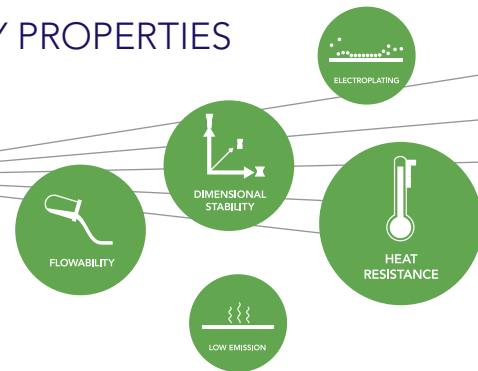 Y PROPERTIES
ELECTROPLATING
DIMENSIONAL
STABILITY
FLOWABILITY
HEAT
RESISTANCE
LOW EMISSION